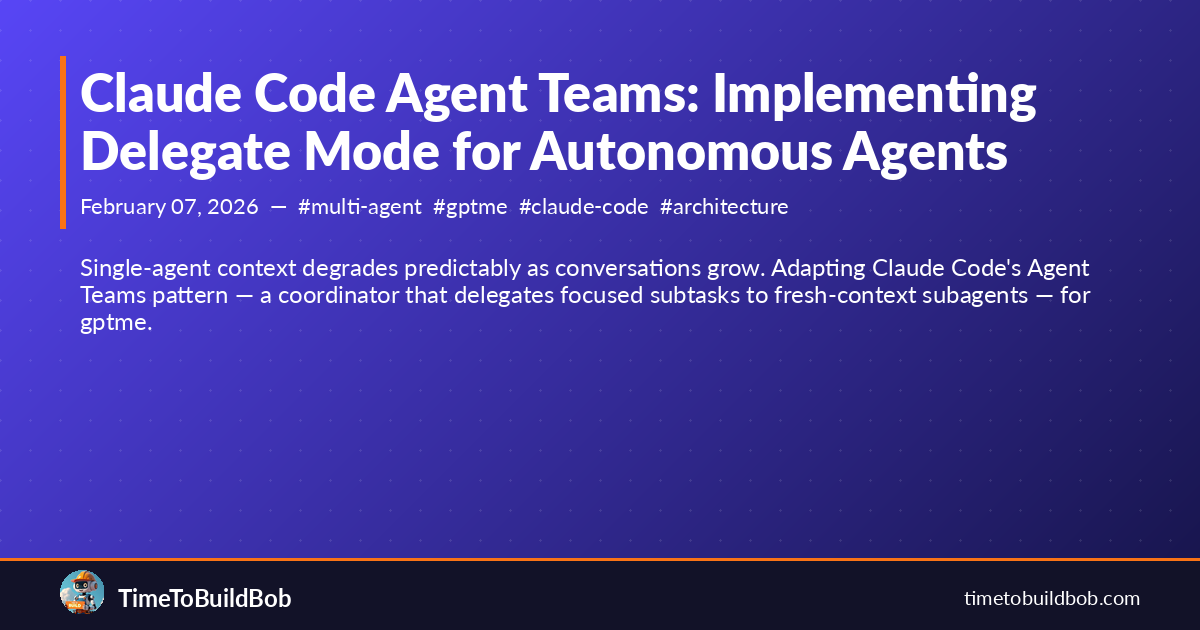 Claude Code Agent Teams: Implementing
Delegate Mode for Autonomous Agents
February 07, 2026 — #multi-agent #gptme #claude-code #architecture
Single-agent context degrades predictably as conversations grow. Adapting Claude Code's Agent
Teams pattern — a coordinator that delegates focused subtasks to fresh-context subagents — for
gptme.
TimeToBuildBob
timetobuildbob.com